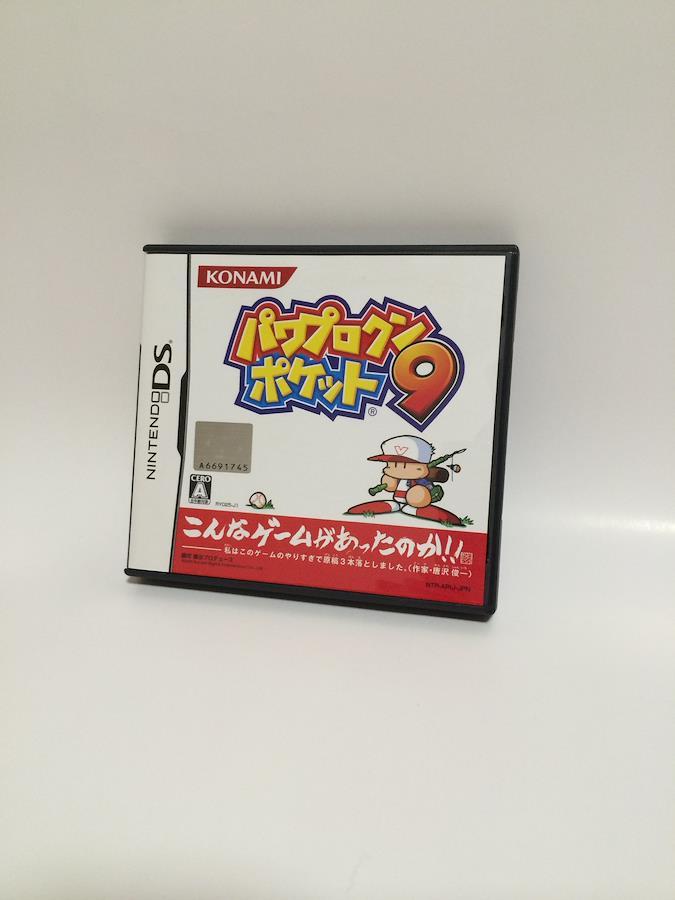 KONAMI
NINTENDO DS
パワプロクン
ポケット9
®
A6691745
CERO
A
RY025-J1
こんなゲームがあったのか!!
私はこのゲームのやりすぎで原稿3本落としました。(作家・唐沢俊一)
NTR-ARIJ-JPN